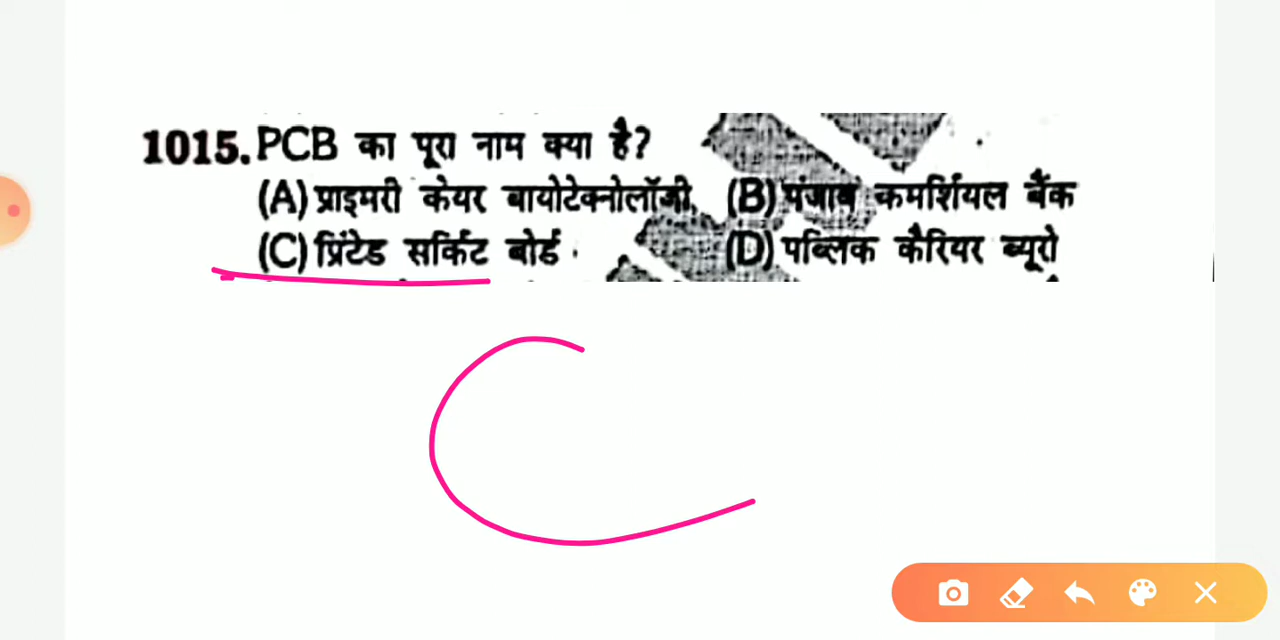 1015. PCB का पूरा नाम क्या है?
(A) प्राइमरी केयर बायोटेक्नोलॉजी (B) पंजाब कमर्शियल बैंक
(C) प्रिंटेड सर्किट बोर्ड (D) पब्लिक कैरियर ब्यूरो
C